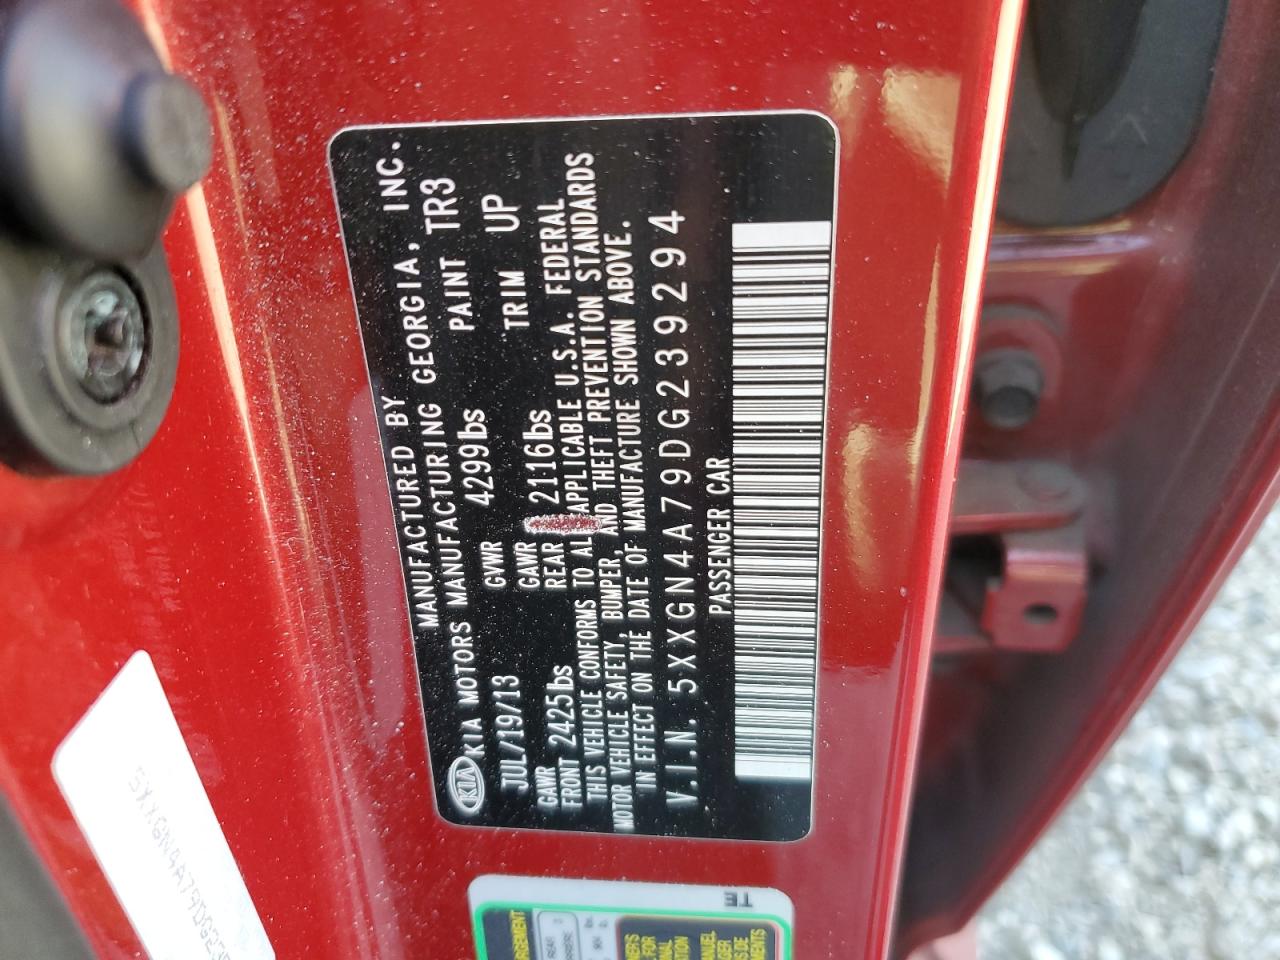 MANUFACTURED BY
KIA KIA MOTORS MANUFACTURING GEORGIA, INC.
JUL/19/13 GVWR 4299lbs PAINT TR3
GAWR FRONT 2425lbs GAWR REAR 2116lbs TRIM UP
THIS VEHICLE CONFORMS TO ALL APPLICABLE U.S.A. FEDERAL
MOTOR VEHICLE SAFETY, BUMPER, AND THEFT PREVENTION STANDARDS
IN EFFECT ON THE DATE OF MANUFACTURE SHOWN ABOVE.
V.I.N. 5XXGN4A79DG239294
PASSENGER CAR
TE